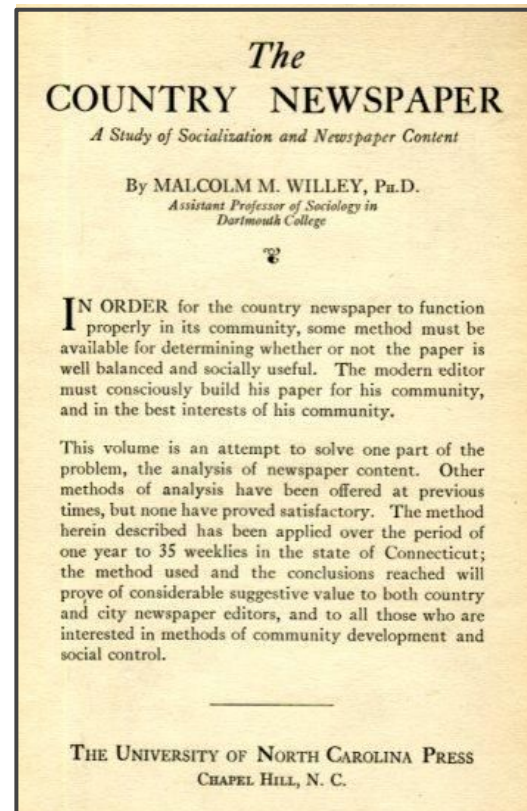 The
COUNTRY NEWSPAPER
A Study of Socialization and Newspaper Content
By MALCOLM M. WILLEY, PH.D.
Assistant Professor of Sociology in
Dartmouth College
IN ORDER for the country newspaper to function
properly in its community, some method must be
available for determining whether or not the paper is
well balanced and socially useful. The modern editor
must consciously build his paper for his community,
and in the best interests of his community.
This volume is an attempt to solve one part of the
problem, the analysis of newspaper content. Other
methods of analysis have been offered at previous
times, but none have proved satisfactory. The method
herein described has been applied over the period of
one year to 35 weeklies in the state of Connecticut;
the method used and the conclusions reached will
prove of considerable suggestive value to both country
and city newspaper editors, and to all those who are
interested in methods of community development and
social control.
THE UNIVERSITY OF NORTH CAROLINA PRESS
CHAPEL HILL, N. C.